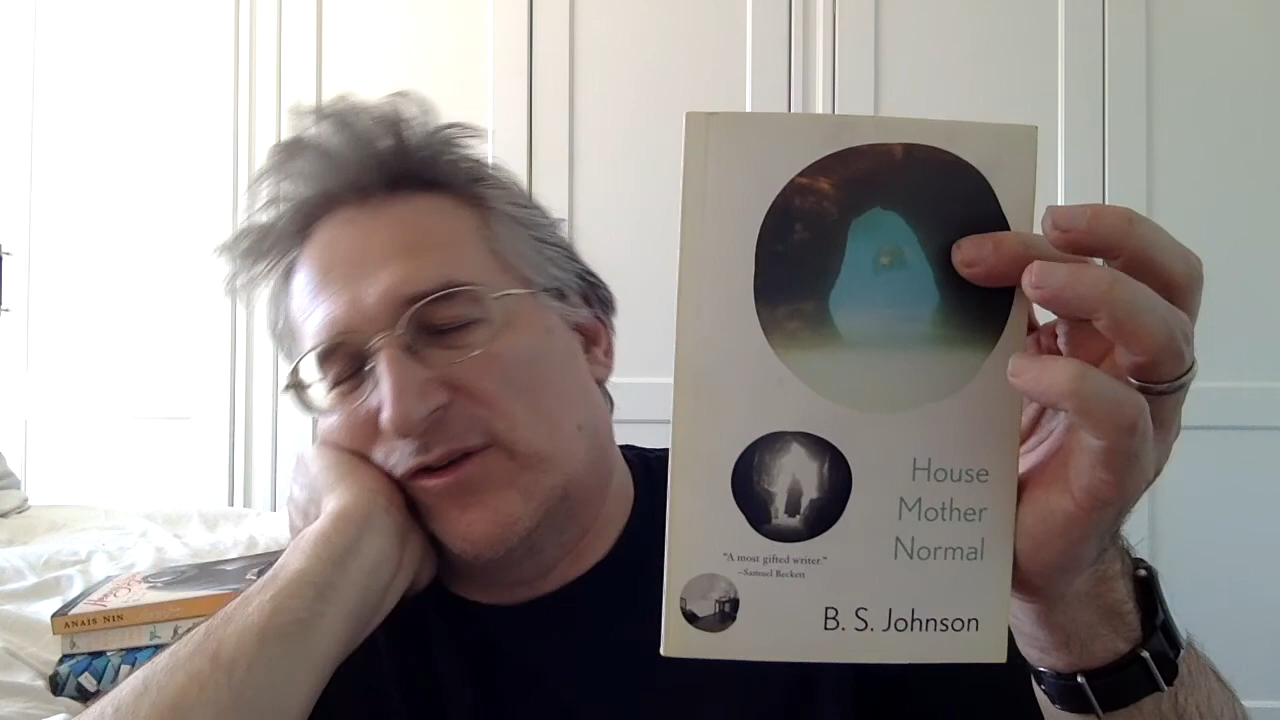 House
Mother
Normal
"A most gifted writer."
–Samuel Beckett
B. S. Johnson
ANAIS NIN